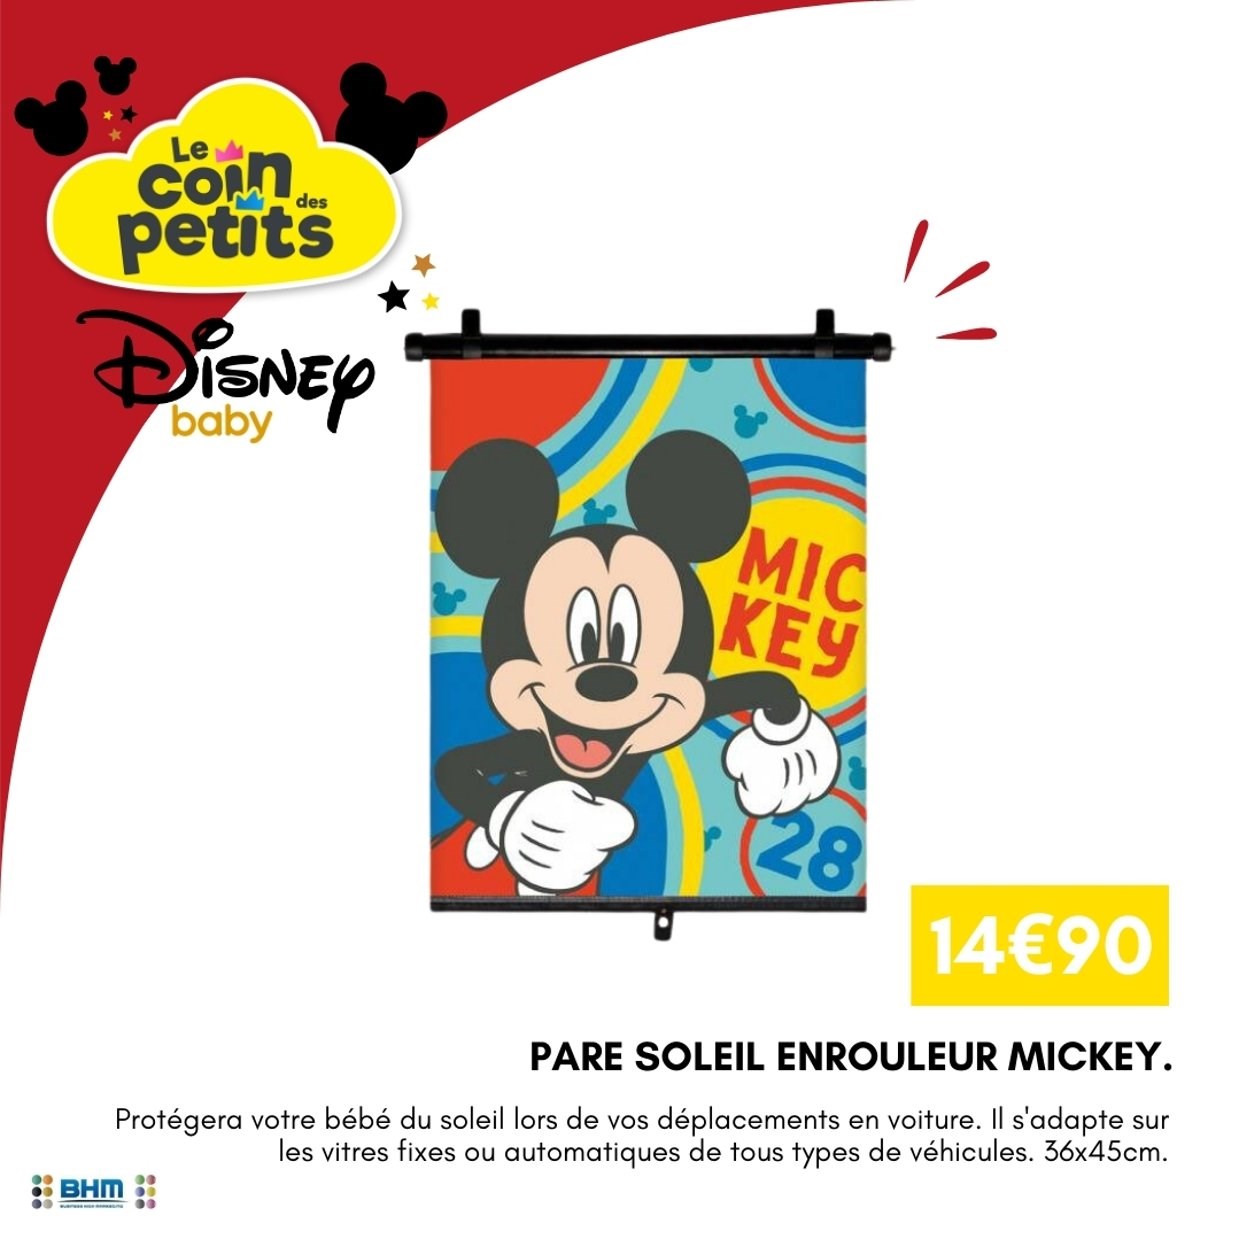 Le
coin
des
petits
Disney
baby
MIC
KEY
28
14€90
PARE SOLEIL ENROULEUR MICKEY.
Protégera votre bébé du soleil lors de vos déplacements en voiture. Il s'adapte sur
les vitres fixes ou automatiques de tous types de véhicules. 36x45cm.
BHM